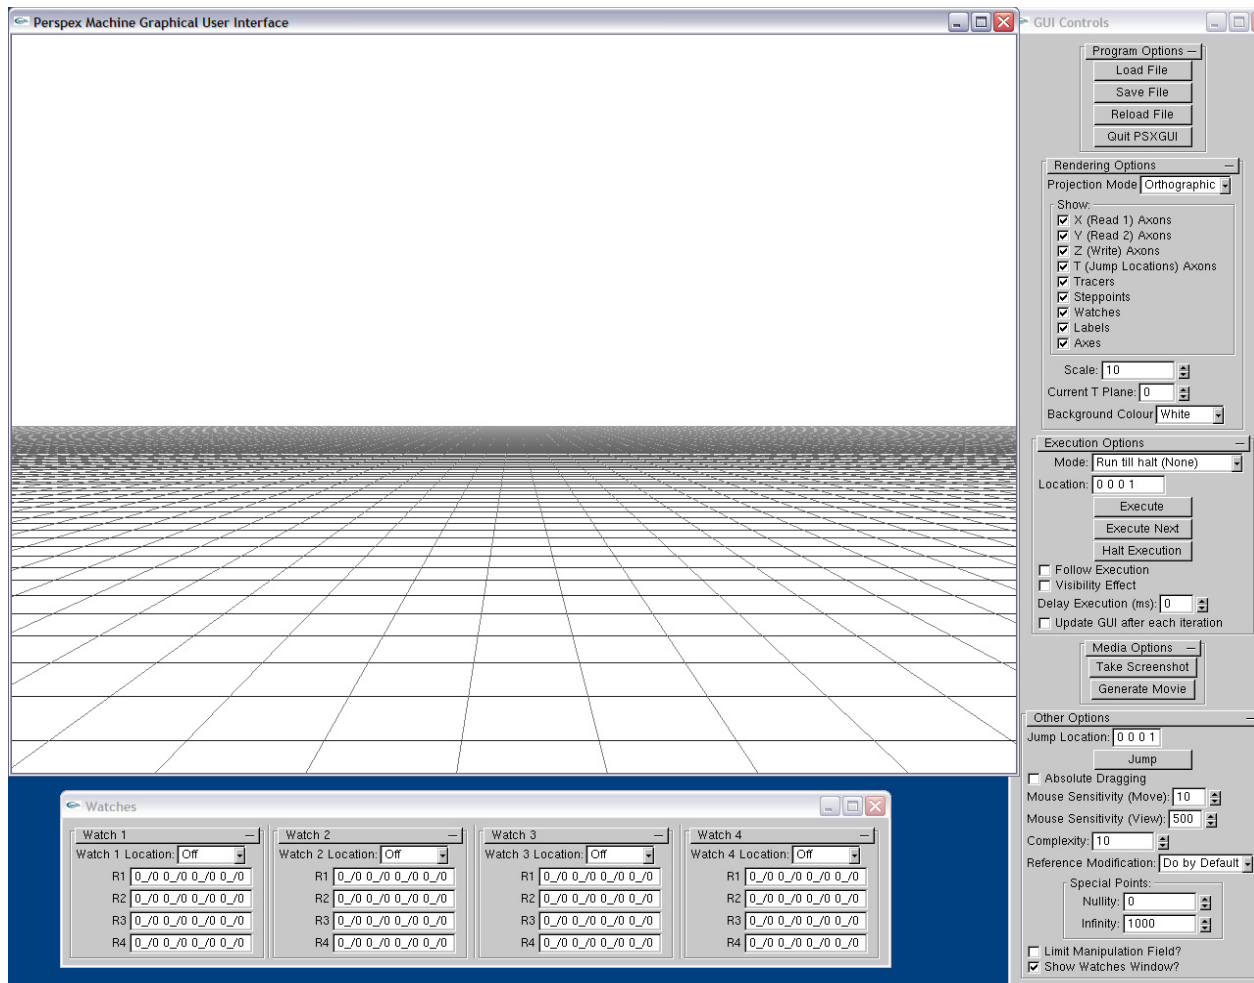 Perspex Machine Graphical User Interface
GUI Controls
Program Options
Load File
Save File
Reload File
Quit PSXGUI
Rendering Options
Projection Mode Orthographic
Show:
X (Read 1) Axons
Y (Read 2) Axons
Z (Write) Axons
T (Jump Locations) Axons
Tracers
Steppoints
Watches
Labels
Axes
Scale: 10
Current T Plane: 0
Background Colour White
Execution Options
Mode: Run till halt (None)
Location: 0 0 0 1
Execute
Execute Next
Halt Execution
Follow Execution
Visibility Effect
Delay Execution (ms): 0
Update GUI after each iteration
Media Options
Take Screenshot
Generate Movie
Other Options
Jump Location: 0 0 0 1
Jump
Absolute Dragging
Mouse Sensitivity (Move): 10
Mouse Sensitivity (View): 500
Complexity: 10
Reference Modification: Do by Default
Special Points:
Nullity: 0
Infinity: 1000
Limit Manipulation Field?
Show Watches Window?
Watches
Watch 1
Watch 1 Location: Off
R1 0_/0 0_/0 0_/0 0_/0
R2 0_/0 0_/0 0_/0 0_/0
R3 0_/0 0_/0 0_/0 0_/0
R4 0_/0 0_/0 0_/0 0_/0
Watch 2
Watch 2 Location: Off
R1 0_/0 0_/0 0_/0 0_/0
R2 0_/0 0_/0 0_/0 0_/0
R3 0_/0 0_/0 0_/0 0_/0
R4 0_/0 0_/0 0_/0 0_/0
Watch 3
Watch 3 Location: Off
R1 0_/0 0_/0 0_/0 0_/0
R2 0_/0 0_/0 0_/0 0_/0
R3 0_/0 0_/0 0_/0 0_/0
R4 0_/0 0_/0 0_/0 0_/0
Watch 4
Watch 4 Location: Off
R1 0_/0 0_/0 0_/0 0_/0
R2 0_/0 0_/0 0_/0 0_/0
R3 0_/0 0_/0 0_/0 0_/0
R4 0_/0 0_/0 0_/0 0_/0